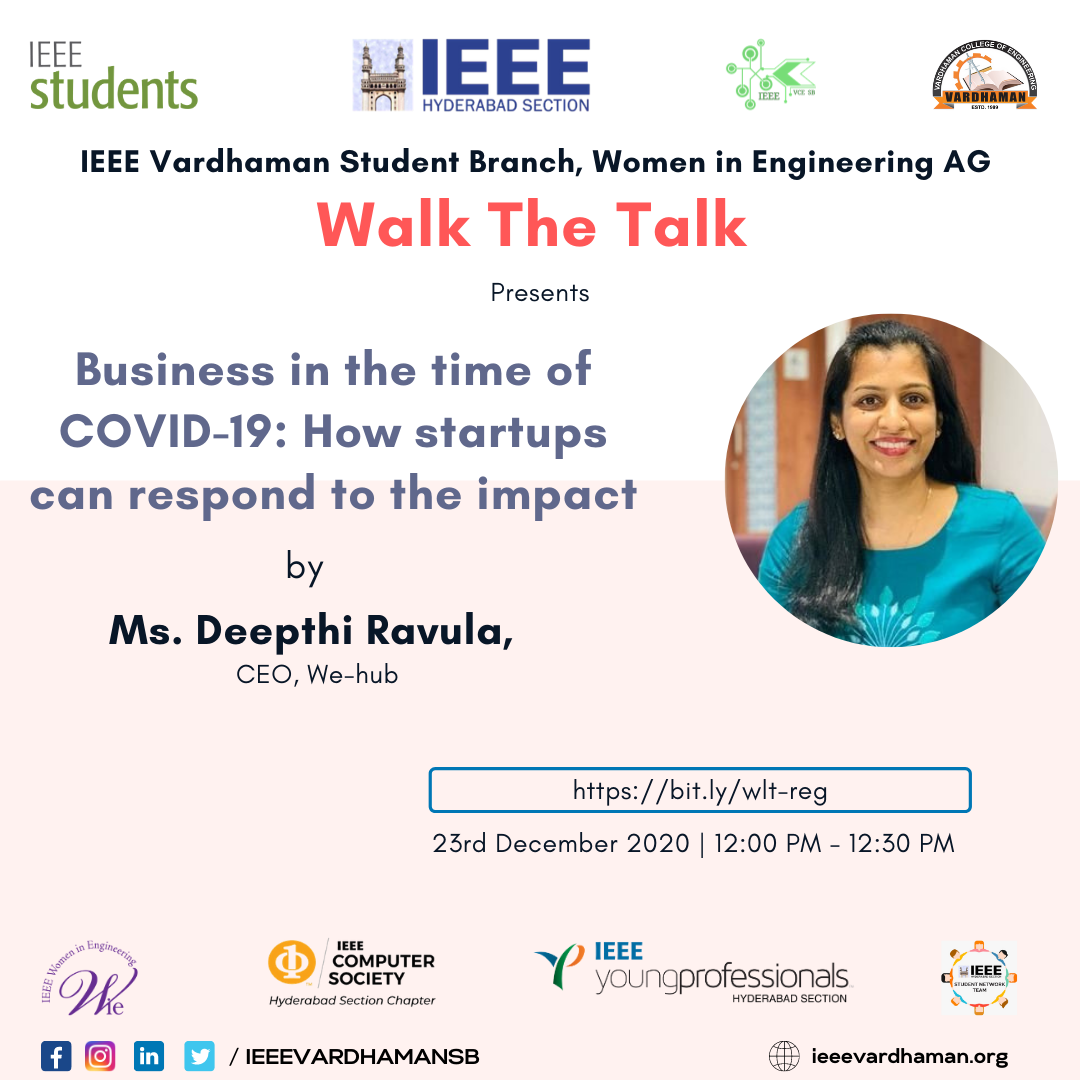 IEEE
students
IEEE
HYDERABAD SECTION
IEEE
VCE SB
VARDHAMAN COLLEGE OF ENGINEERING
VARDHAMAN
ESTD. 1999
IEEE Vardhaman Student Branch, Women in Engineering AG
Walk The Talk
Presents
Business in the time of
COVID-19: How startups
can respond to the impact
by
Ms. Deepthi Ravula,
CEO, We-hub
https://bit.ly/wlt-reg
23rd December 2020 | 12:00 PM - 12:30 PM
IEEE Women in Engineering
Wie
IEEE
COMPUTER
SOCIETY
Hyderabad Section Chapter
IEEE
youngprofessionals
HYDERABAD SECTION
IEEE
STUDENT NETWORK
TEAM
/ IEEEVARDHAMANSB
ieeevardhaman.org